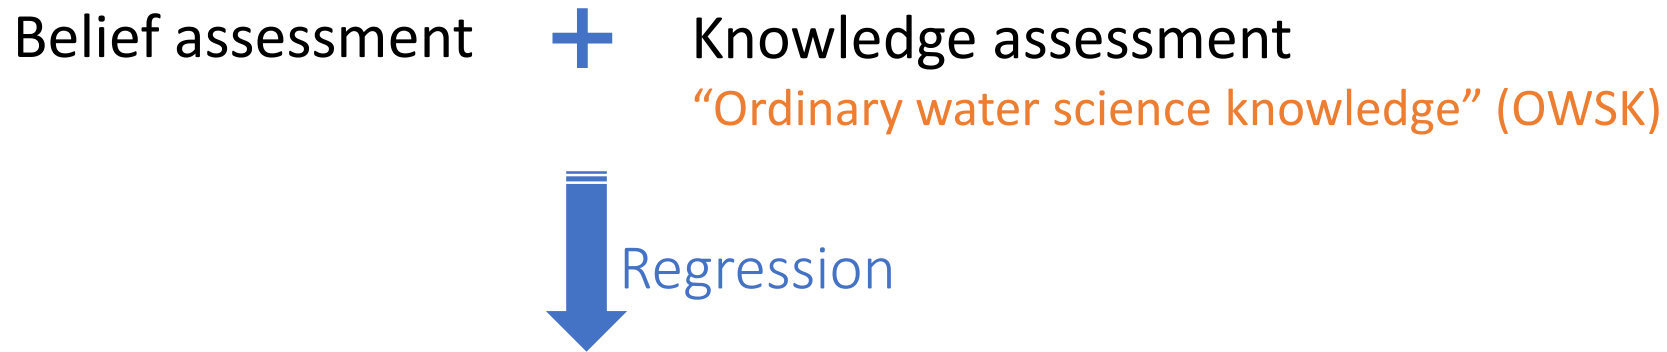 Belief assessment + Knowledge assessment
“Ordinary water science knowledge” (OWSK)
Regression